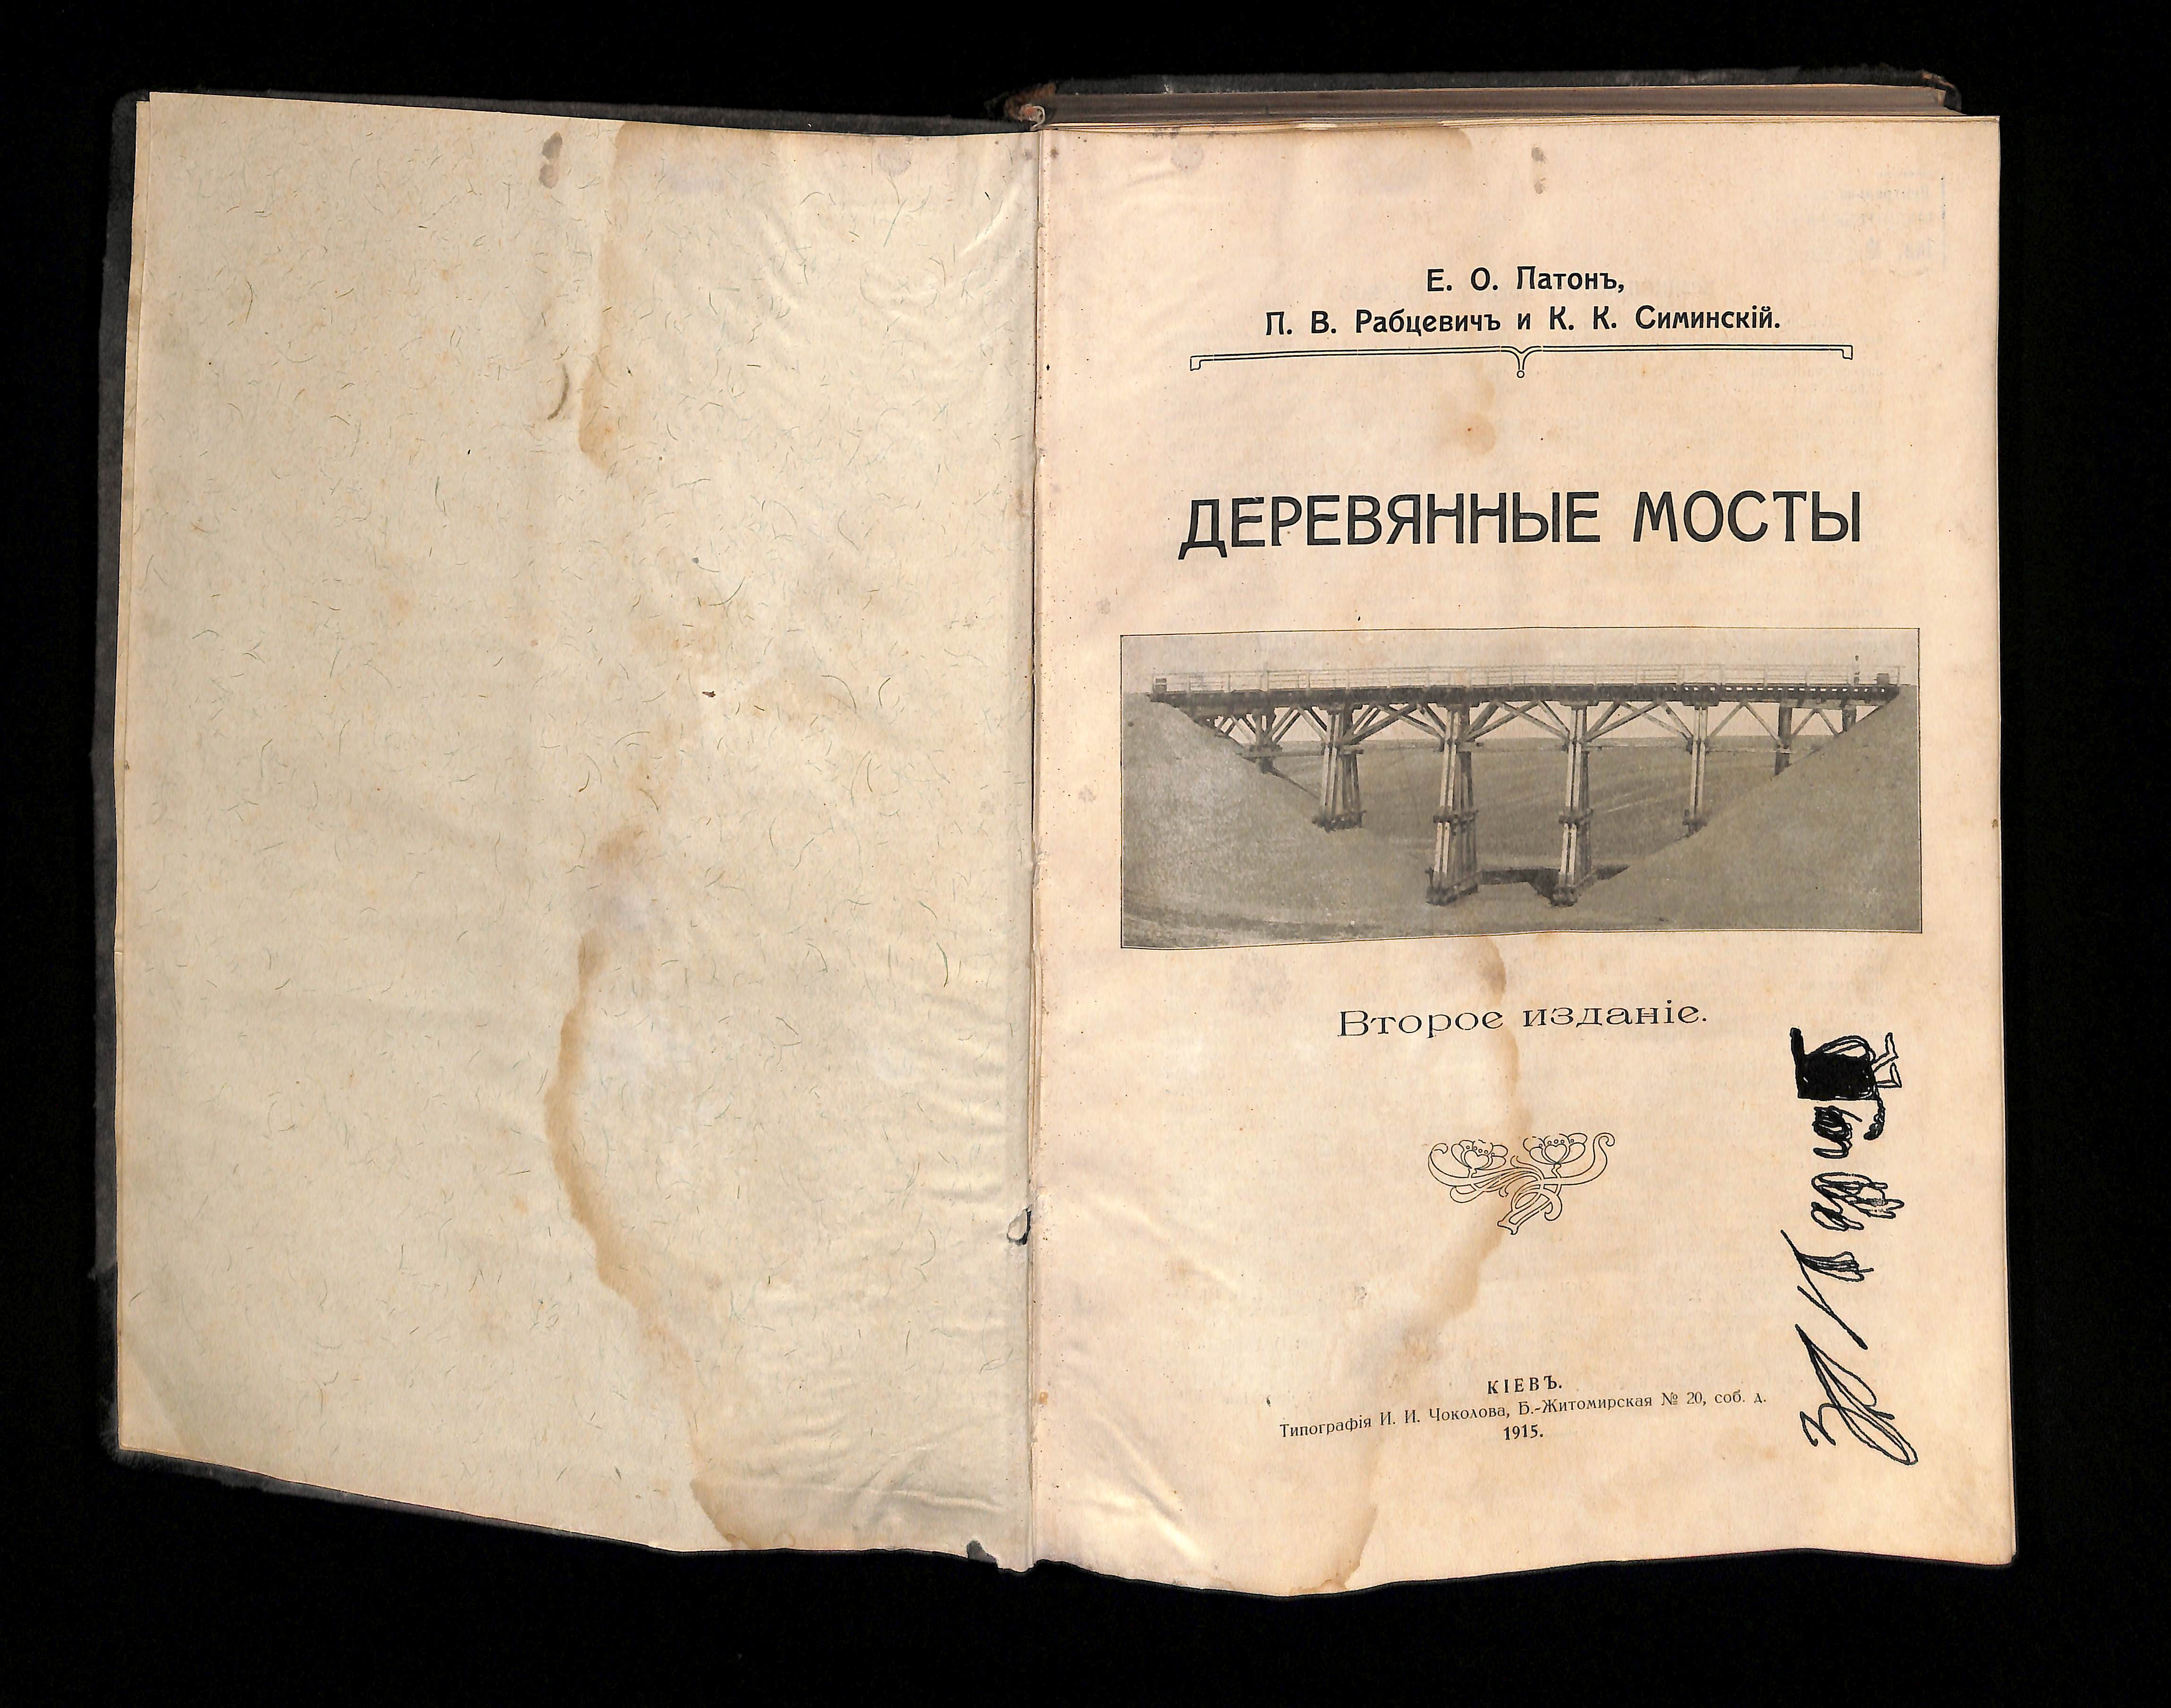 Е. О. Патонъ,
П. В. Рабцевичъ и К. К. Симинскій.
ДЕРЕВЯННЫЕ МОСТЫ
Второе изданіе.
КІЕВЪ.
Типографія И. И. Чоколова, Б.-Житомирская № 20, соб. д.
1915.